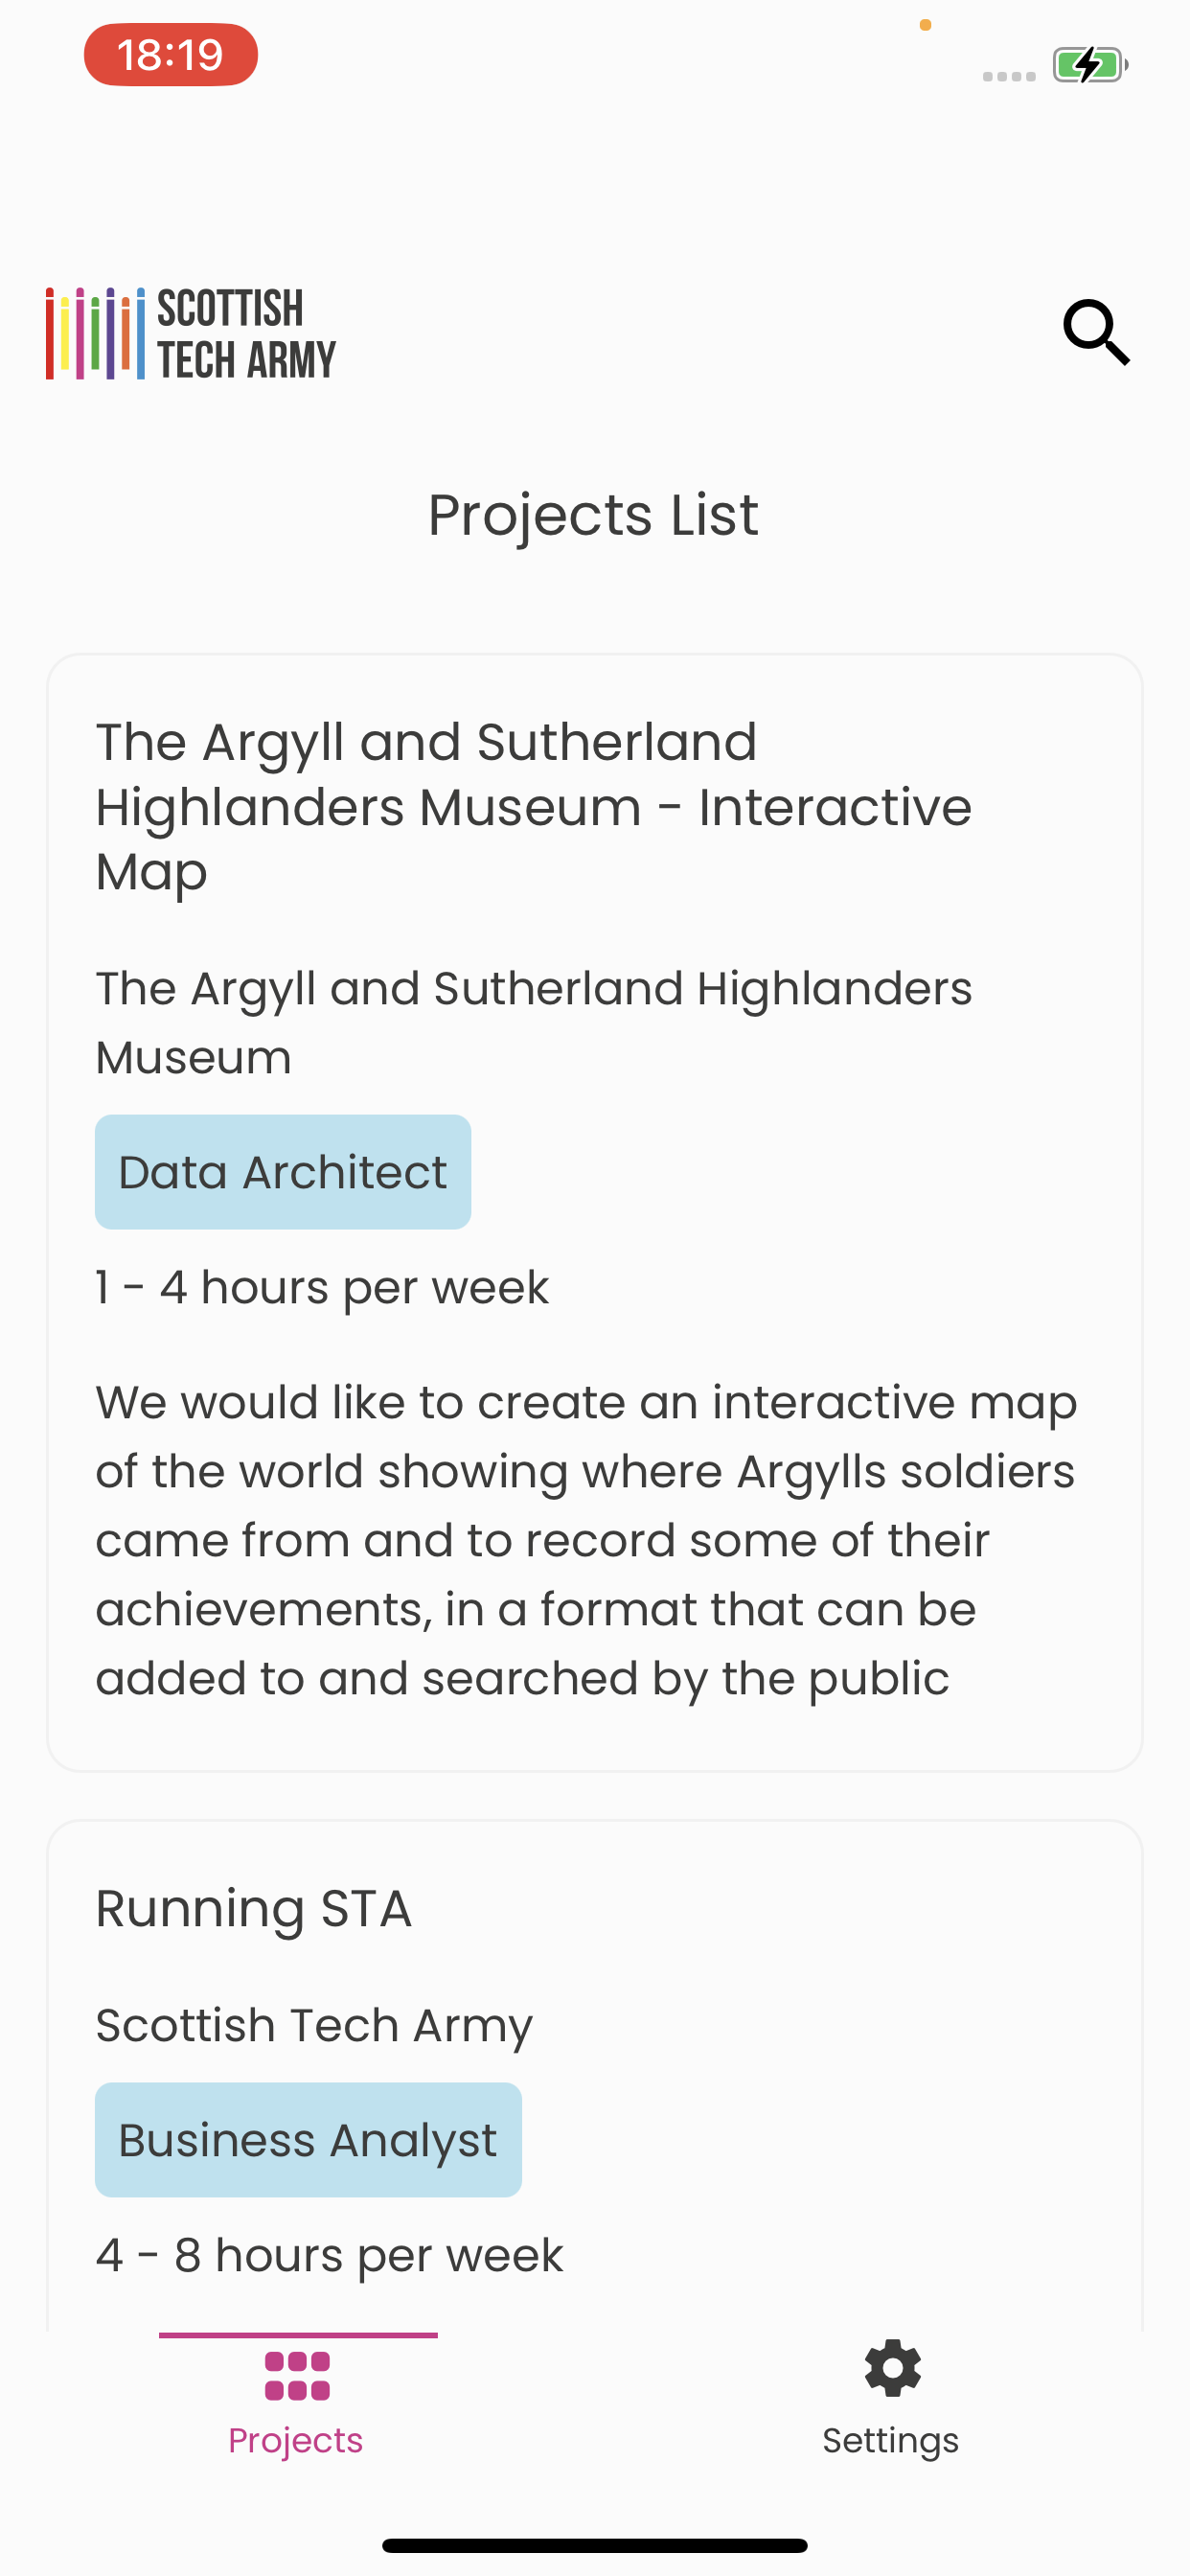 18:19
SCOTTISH
TECH ARMY
Projects List
The Argyll and Sutherland
Highlanders Museum - Interactive
Map
The Argyll and Sutherland Highlanders
Museum
Data Architect
1 - 4 hours per week
We would like to create an interactive map
of the world showing where Argylls soldiers
came from and to record some of their
achievements, in a format that can be
added to and searched by the public
Running STA
Scottish Tech Army
Business Analyst
4 - 8 hours per week
Projects
Settings